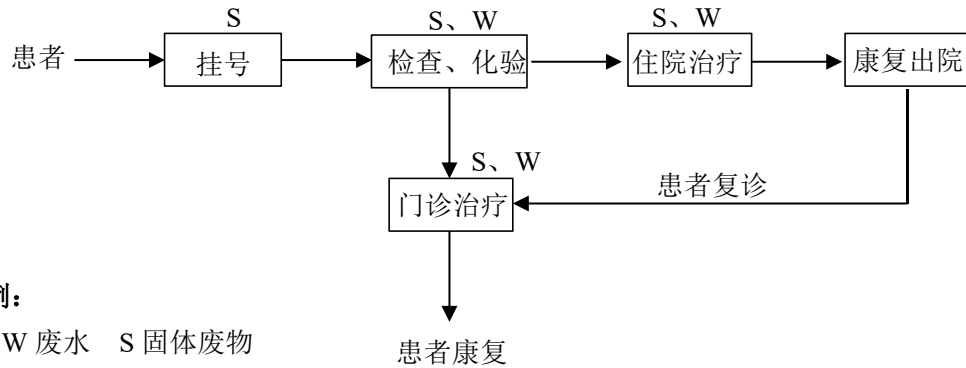 S
S、W
S、W
患者
挂号
检查、化验
住院治疗
康复出院
S、W
患者复诊
门诊治疗
例：
W 废水 S 固体废物
患者康复